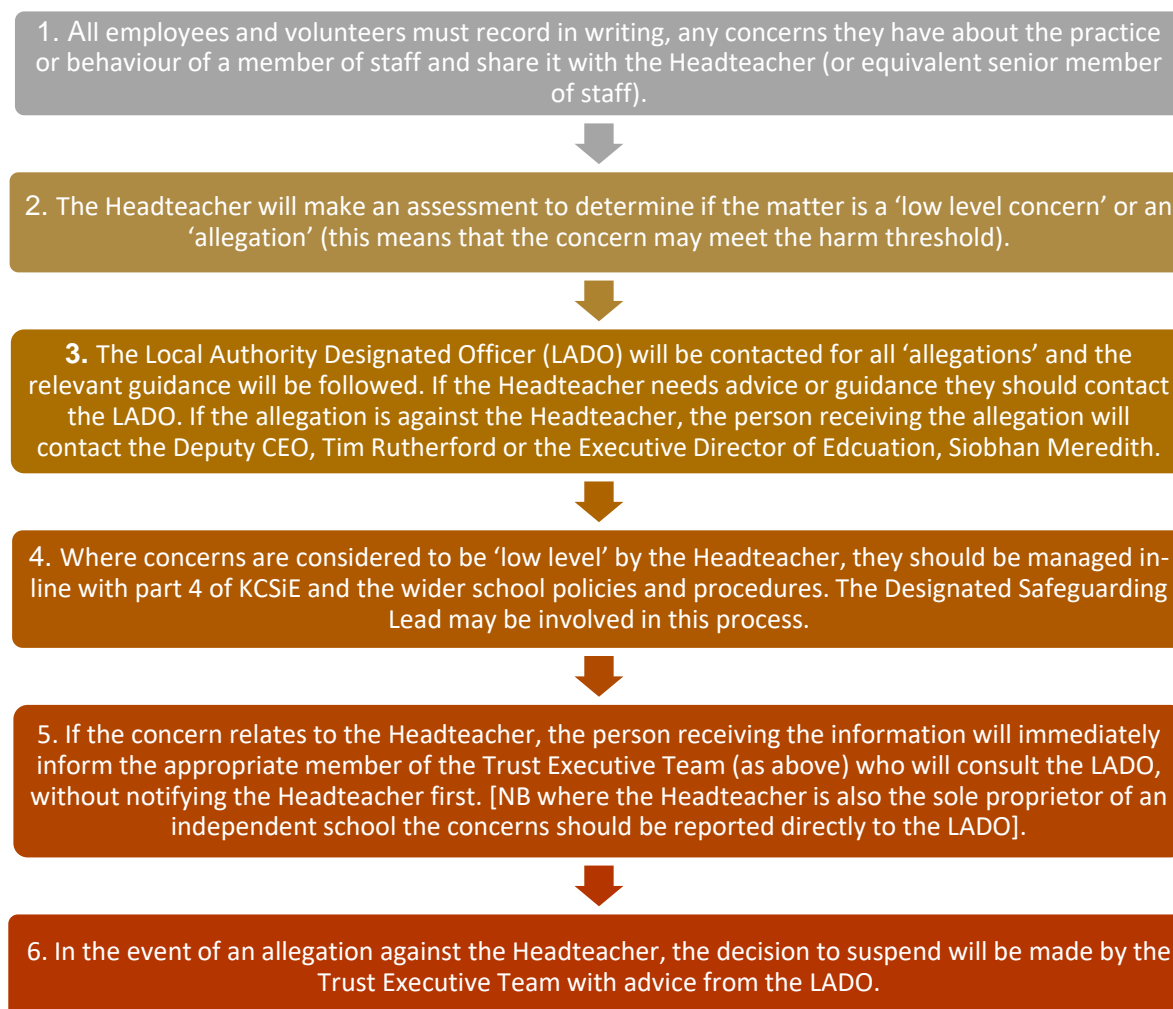 1. All employees and volunteers must record in writing, any concerns they have about the practice
or behaviour of a member of staff and share it with the Headteacher (or equivalent senior member
of staff).
2. The Headteacher will make an assessment to determine if the matter is a ‘low level concern’ or an
‘allegation’ (this means that the concern may meet the harm threshold).
3. The Local Authority Designated Officer (LADO) will be contacted for all ‘allegations’ and the
relevant guidance will be followed. If the Headteacher needs advice or guidance they should contact
the LADO. If the allegation is against the Headteacher, the person receiving the allegation will
contact the Deputy CEO, Tim Rutherford or the Executive Director of Edcuation, Siobhan Meredith.
4. Where concerns are considered to be ‘low level’ by the Headteacher, they should be managed in-
line with part 4 of KCSiE and the wider school policies and procedures. The Designated Safeguarding
Lead may be involved in this process.
5. If the concern relates to the Headteacher, the person receiving the information will immediately
inform the appropriate member of the Trust Executive Team (as above) who will consult the LADO,
without notifying the Headteacher first. [NB where the Headteacher is also the sole proprietor of an
independent school the concerns should be reported directly to the LADO].
6. In the event of an allegation against the Headteacher, the decision to suspend will be made by the
Trust Executive Team with advice from the LADO.